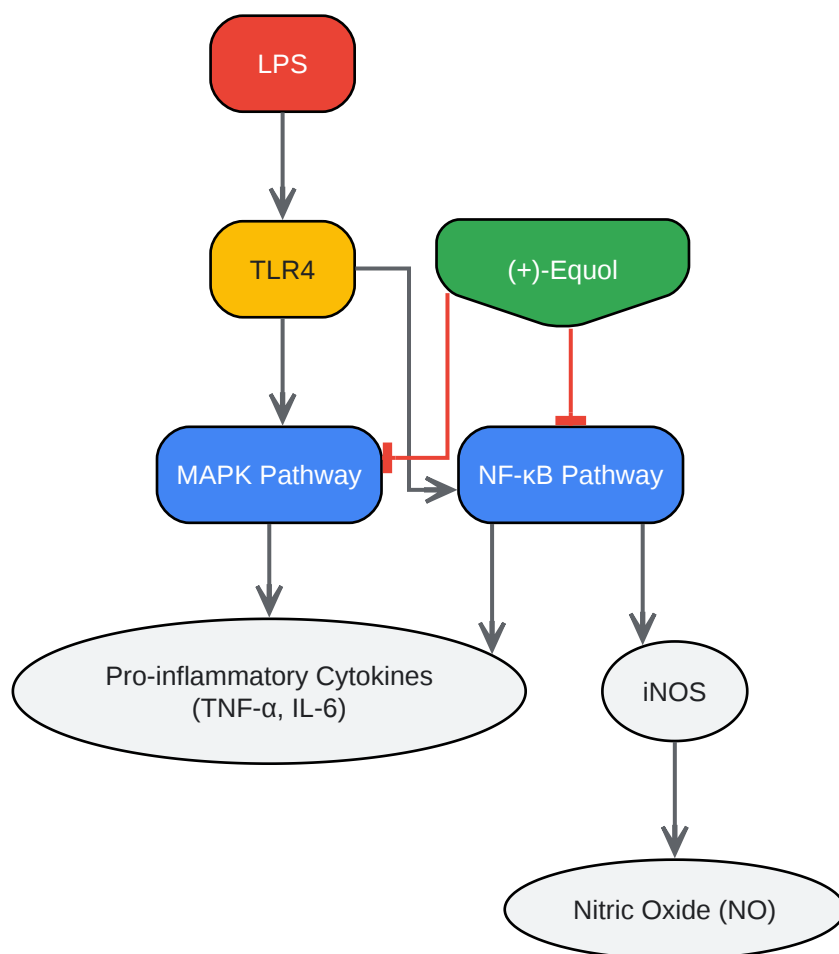 LPS
TLR4
(+)-Equol
MAPK Pathway
NF-κB Pathway
Pro-inflammatory Cytokines
(TNF-α, IL-6)
iNOS
Nitric Oxide (NO)